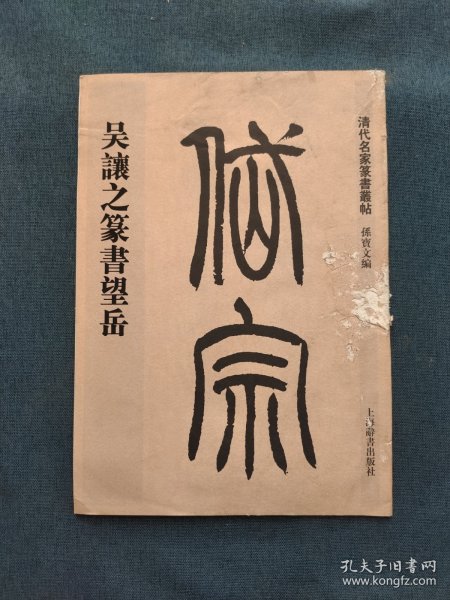 清代名家篆書叢帖
孫寶文编
上海辭書出版社
岱宗
吴讓之篆書望岳
孔夫子旧书网
www.kongfz.com